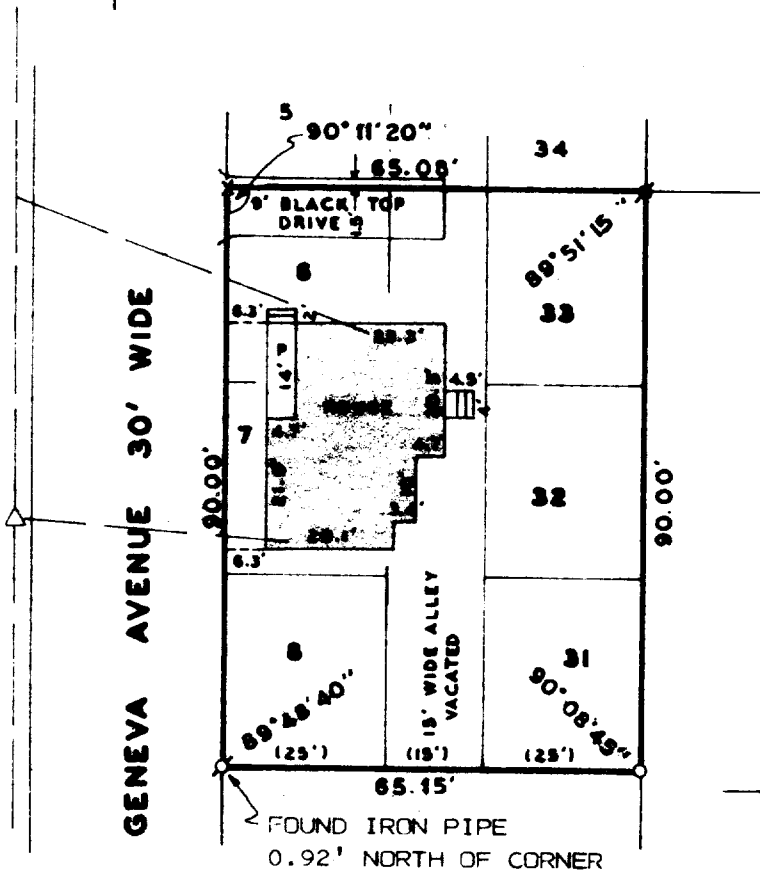 5
90° 11' 20"
34
65.08'
9' BLACK TOP
DRIVE
89° 51' 15"
6.3'
2'
33
14'
P
4.5'
4'
7
GENEVA AVENUE 30' WIDE
90.00'
32
90.00'
6.3'
15' WIDE ALLEY
VACATED
8
31
90° 08' 45"
(25')
(15')
(25')
65.15'
FOUND IRON PIPE
0.92' NORTH OF CORNER